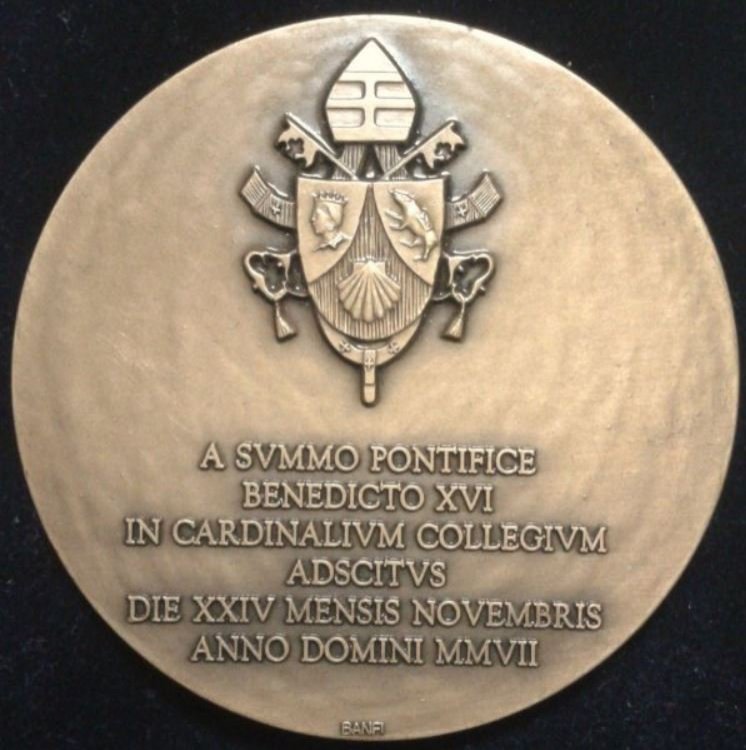 A SVMMO PONTIFICE
BENEDICTO XVI
IN CARDINALIVM COLLEGIVM
ADSCITVS
DIE XXIV MENSIS NOVEMBRIS
ANNO DOMINI MMVII
BANFI